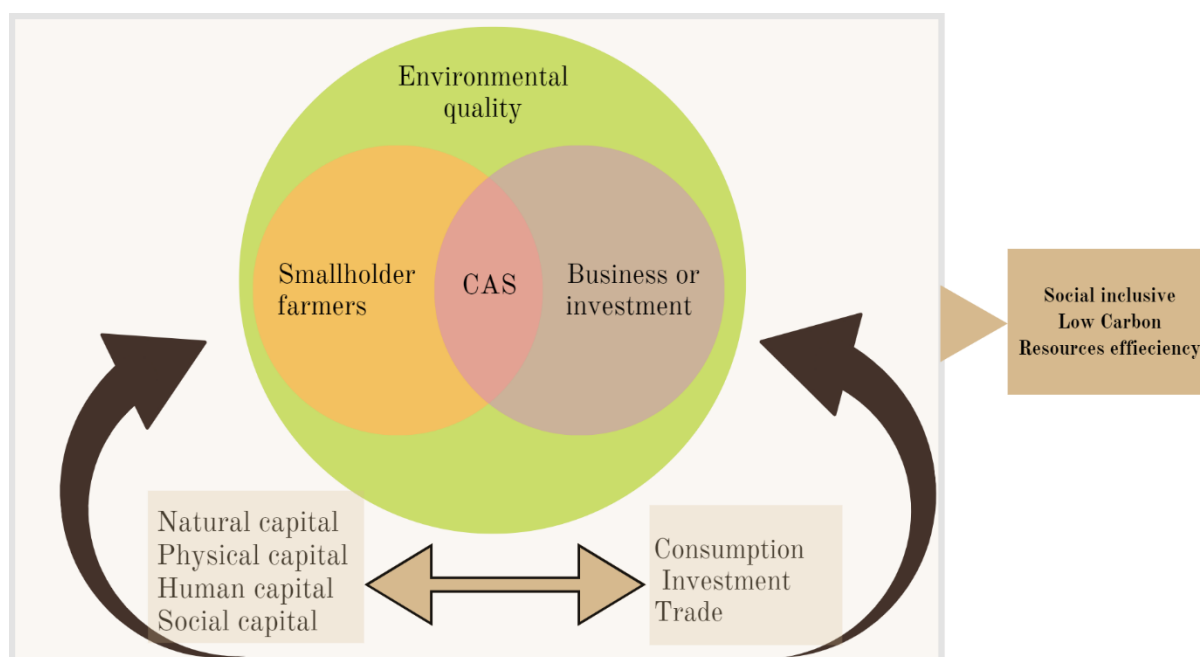 Environmental
quality
Smallholder
farmers
CAS
Business or
investment
Social inclusive
Low Carbon
Resources effieciency
Natural capital
Physical capital
Human capital
Social capital
Consumption
Investment
Trade